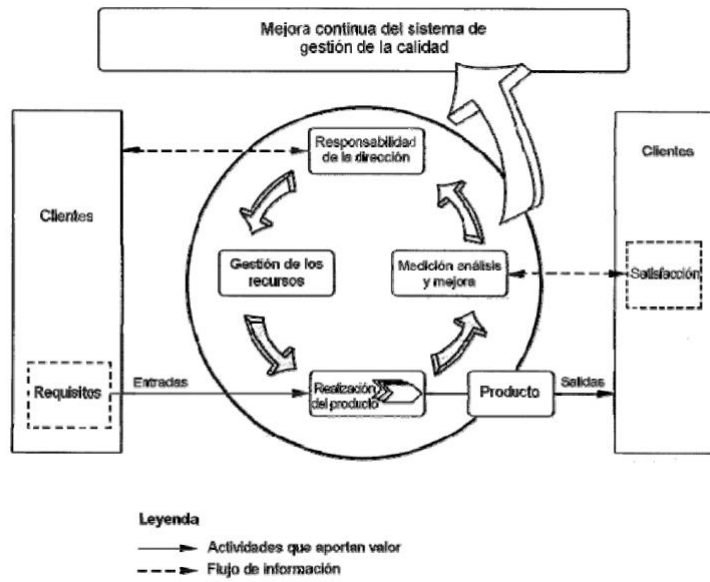 Mejora continua del sistema de
gestión de la calidad
Clientes
Responsabilidad
de la dirección
Clientes
Gestión de los
recursos
Medición análisis
y mejora
Satisfacción
Requisitos
Entradas
Realización
del producto
Producto
Salidas
Leyenda
Actividades que aportan valor
Flujo de información